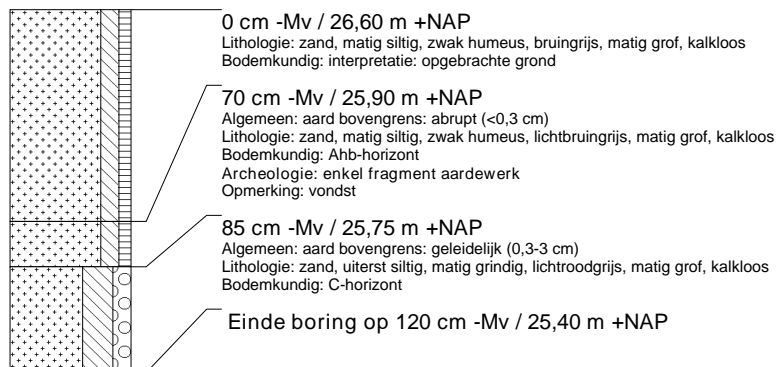 0 cm -Mv / 26,60 m +NAP
Lithologie: zand, matig siltig, zwak humeus, bruingrijs, matig grof, kalkloos
Bodemkundig: interpretatie: opgebrachte grond
70 cm -Mv / 25,90 m +NAP
Algemeen: aard bovengrens: abrupt (<0,3 cm)
Lithologie: zand, matig siltig, zwak humeus, lichtbruingrijs, matig grof, kalkloos
Bodemkundig: Ahb-horizont
Archeologie: enkel fragment aardewerk
Opmerking: vondst
85 cm -Mv / 25,75 m +NAP
Algemeen: aard bovengrens: geleidelijk (0,3-3 cm)
Lithologie: zand, uiterst siltig, matig grindig, lichtroodgrijs, matig grof, kalkloos
Bodemkundig: C-horizont
Einde boring op 120 cm -Mv / 25,40 m +NAP